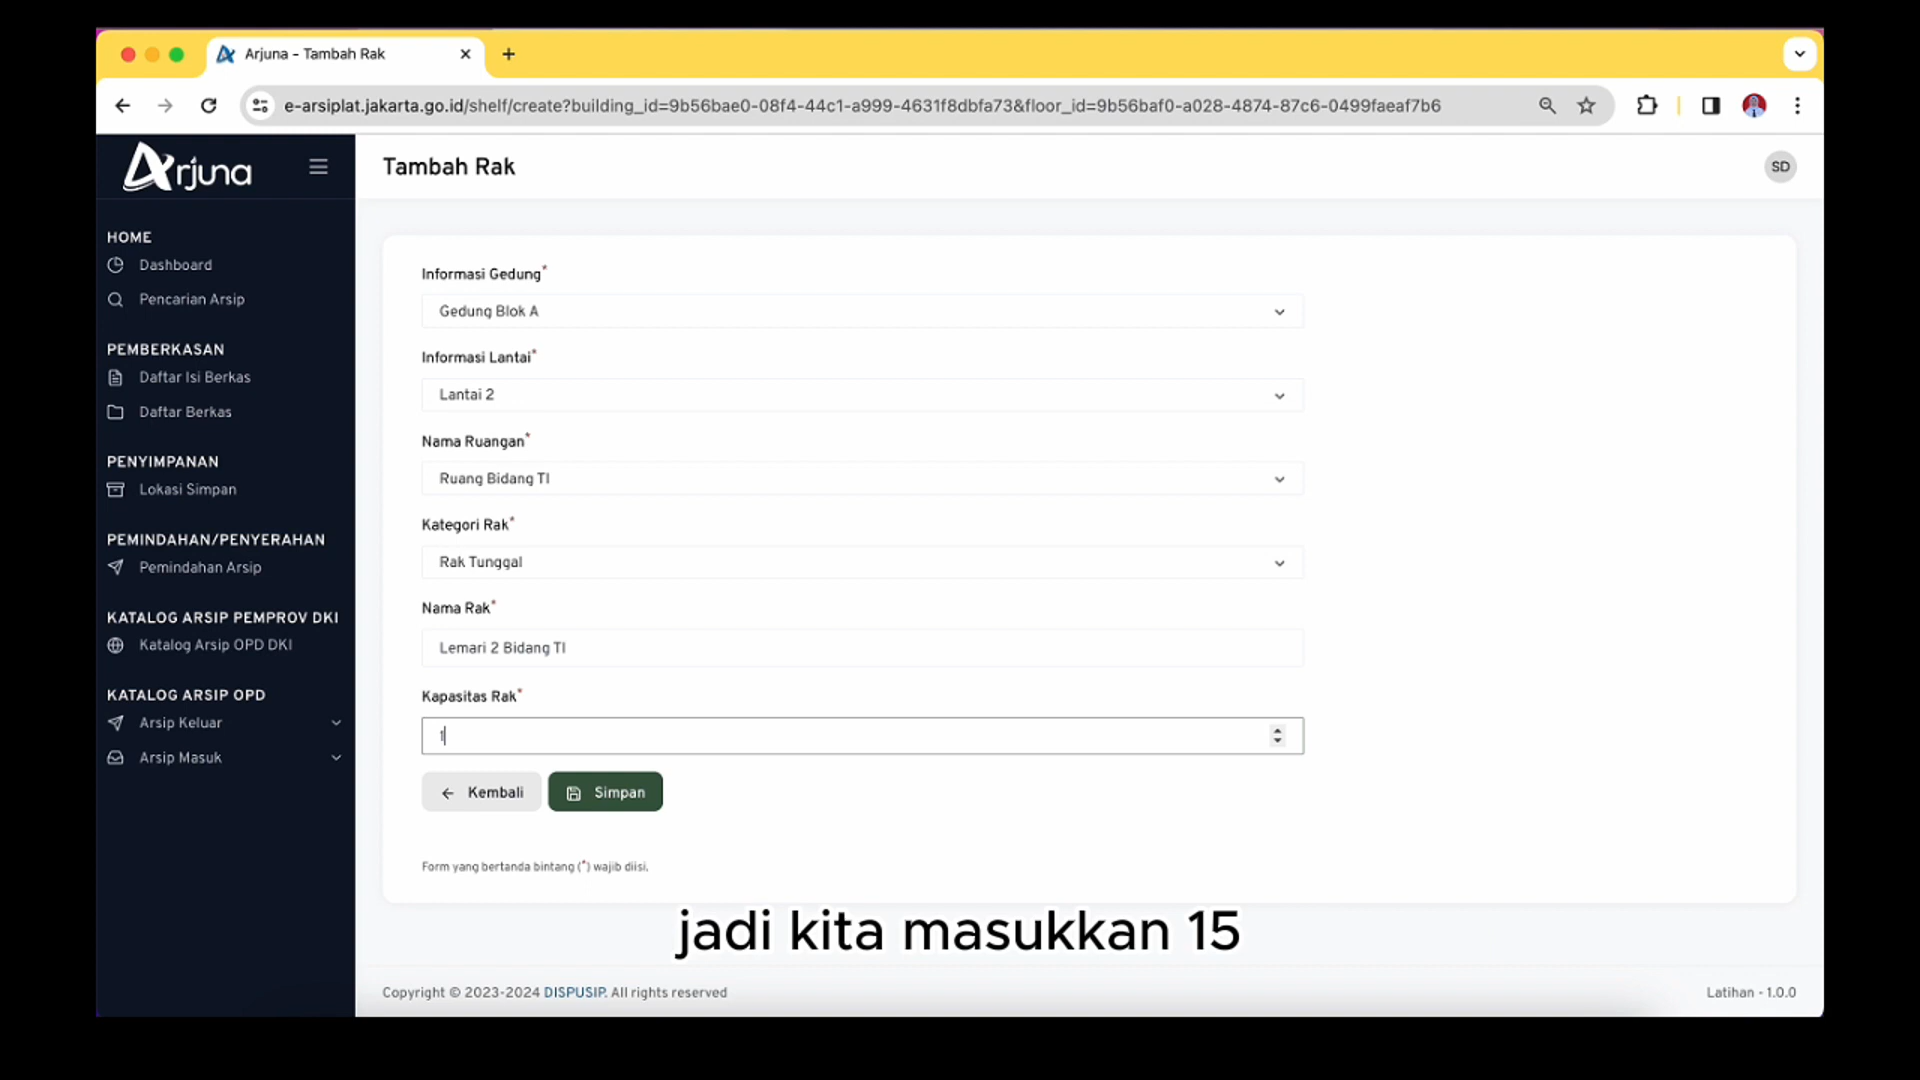 Arjuna - Tambah Rak
e-arsiplat.jakarta.go.id/shelf/create?building_id=9b56bae0-08f4-44c1-a999-4631f8dbfa73&floor_id=9b56baf0-a028-4874-87c6-0499faeaf7b6
Arjuna
Tambah Rak
SD
HOME
Dashboard
Pencarian Arsip
PEMBERKASAN
Daftar Isi Berkas
Daftar Berkas
PENYIMPANAN
Lokasi Simpan
PEMINDAHAN/PENYERAHAN
Pemindahan Arsip
KATALOG ARSIP PEMPROV DKI
Katalog Arsip OPD DKI
KATALOG ARSIP OPD
Arsip Keluar
Arsip Masuk
Informasi Gedung*
Gedung Blok A
Informasi Lantai*
Lantai 2
Nama Ruangan*
Ruang Bidang TI
Kategori Rak*
Rak Tunggal
Nama Rak*
Lemari 2 Bidang TI
Kapasitas Rak*
1
Kembali
Simpan
Form yang bertanda bintang (*) wajib diisi.
jadi kita masukkan 15
Copyright © 2023-2024 DISPUSIP. All rights reserved
Latihan - 1.0.0